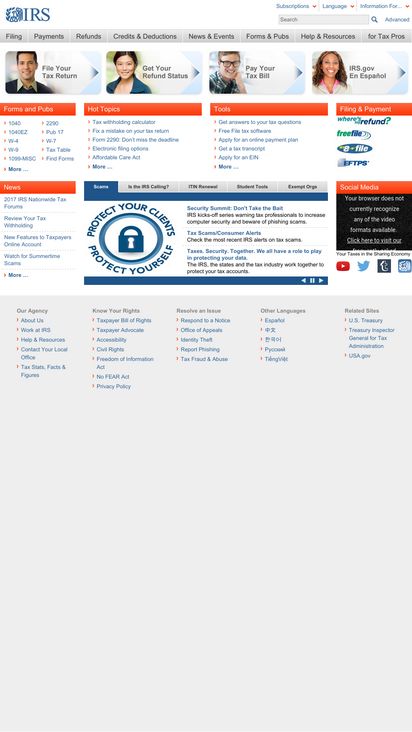 IRS
Subscriptions Language Information For...
Search Advanced
Filing Payments Refunds Credits & Deductions News & Events Forms & Pubs Help & Resources for Tax Pros
File Your
Tax Return
Get Your
Refund Status
Pay Your
Tax Bill
IRS.gov
En Español
Forms and Pubs
1040 2290
1040EZ Pub 17
W-4 W-7
W-9 Tax Table
1099-MISC Find Forms
More ...
Hot Topics
Tax withholding calculator
Fix a mistake on your tax return
Form 2290: Don't miss the deadline
Electronic filing options
Affordable Care Act
More ...
Tools
Get answers to your tax questions
Free File tax software
Apply for an online payment plan
Get a tax transcript
Apply for an EIN
More ...
Filing & Payment
where's my refund?
freefile
e-file
EFTPS
News
2017 IRS Nationwide Tax
Forums
Review Your Tax
Withholding
New Features to Taxpayers
Online Account
Watch for Summertime
Scams
More ...
Scams Is the IRS Calling? ITIN Renewal Student Tools Exempt Orgs
PROTECT YOUR CLIENTS
PROTECT YOURSELF
Security Summit: Don't Take the Bait
IRS kicks-off series warning tax professionals to increase
computer security and beware of phishing scams.
Tax Scams/Consumer Alerts
Check the most recent IRS alerts on tax scams.
Taxes. Security. Together. We all have a role to play
in protecting your data.
The IRS, the states and the tax industry work together to
protect your tax accounts.
Social Media
Your browser does not
currently recognize
any of the video
formats available.
Click here to visit our
Your Taxes in the Sharing Economy
Our Agency
About Us
Work at IRS
Help & Resources
Contact Your Local
Office
Tax Stats, Facts &
Figures
Know Your Rights
Taxpayer Bill of Rights
Taxpayer Advocate
Accessibility
Civil Rights
Freedom of Information
Act
No FEAR Act
Privacy Policy
Resolve an Issue
Respond to a Notice
Office of Appeals
Identity Theft
Report Phishing
Tax Fraud & Abuse
Other Languages
Español
中文
한국어
Русский
TiếngViệt
Related Sites
U.S. Treasury
Treasury Inspector
General for Tax
Administration
USA.gov